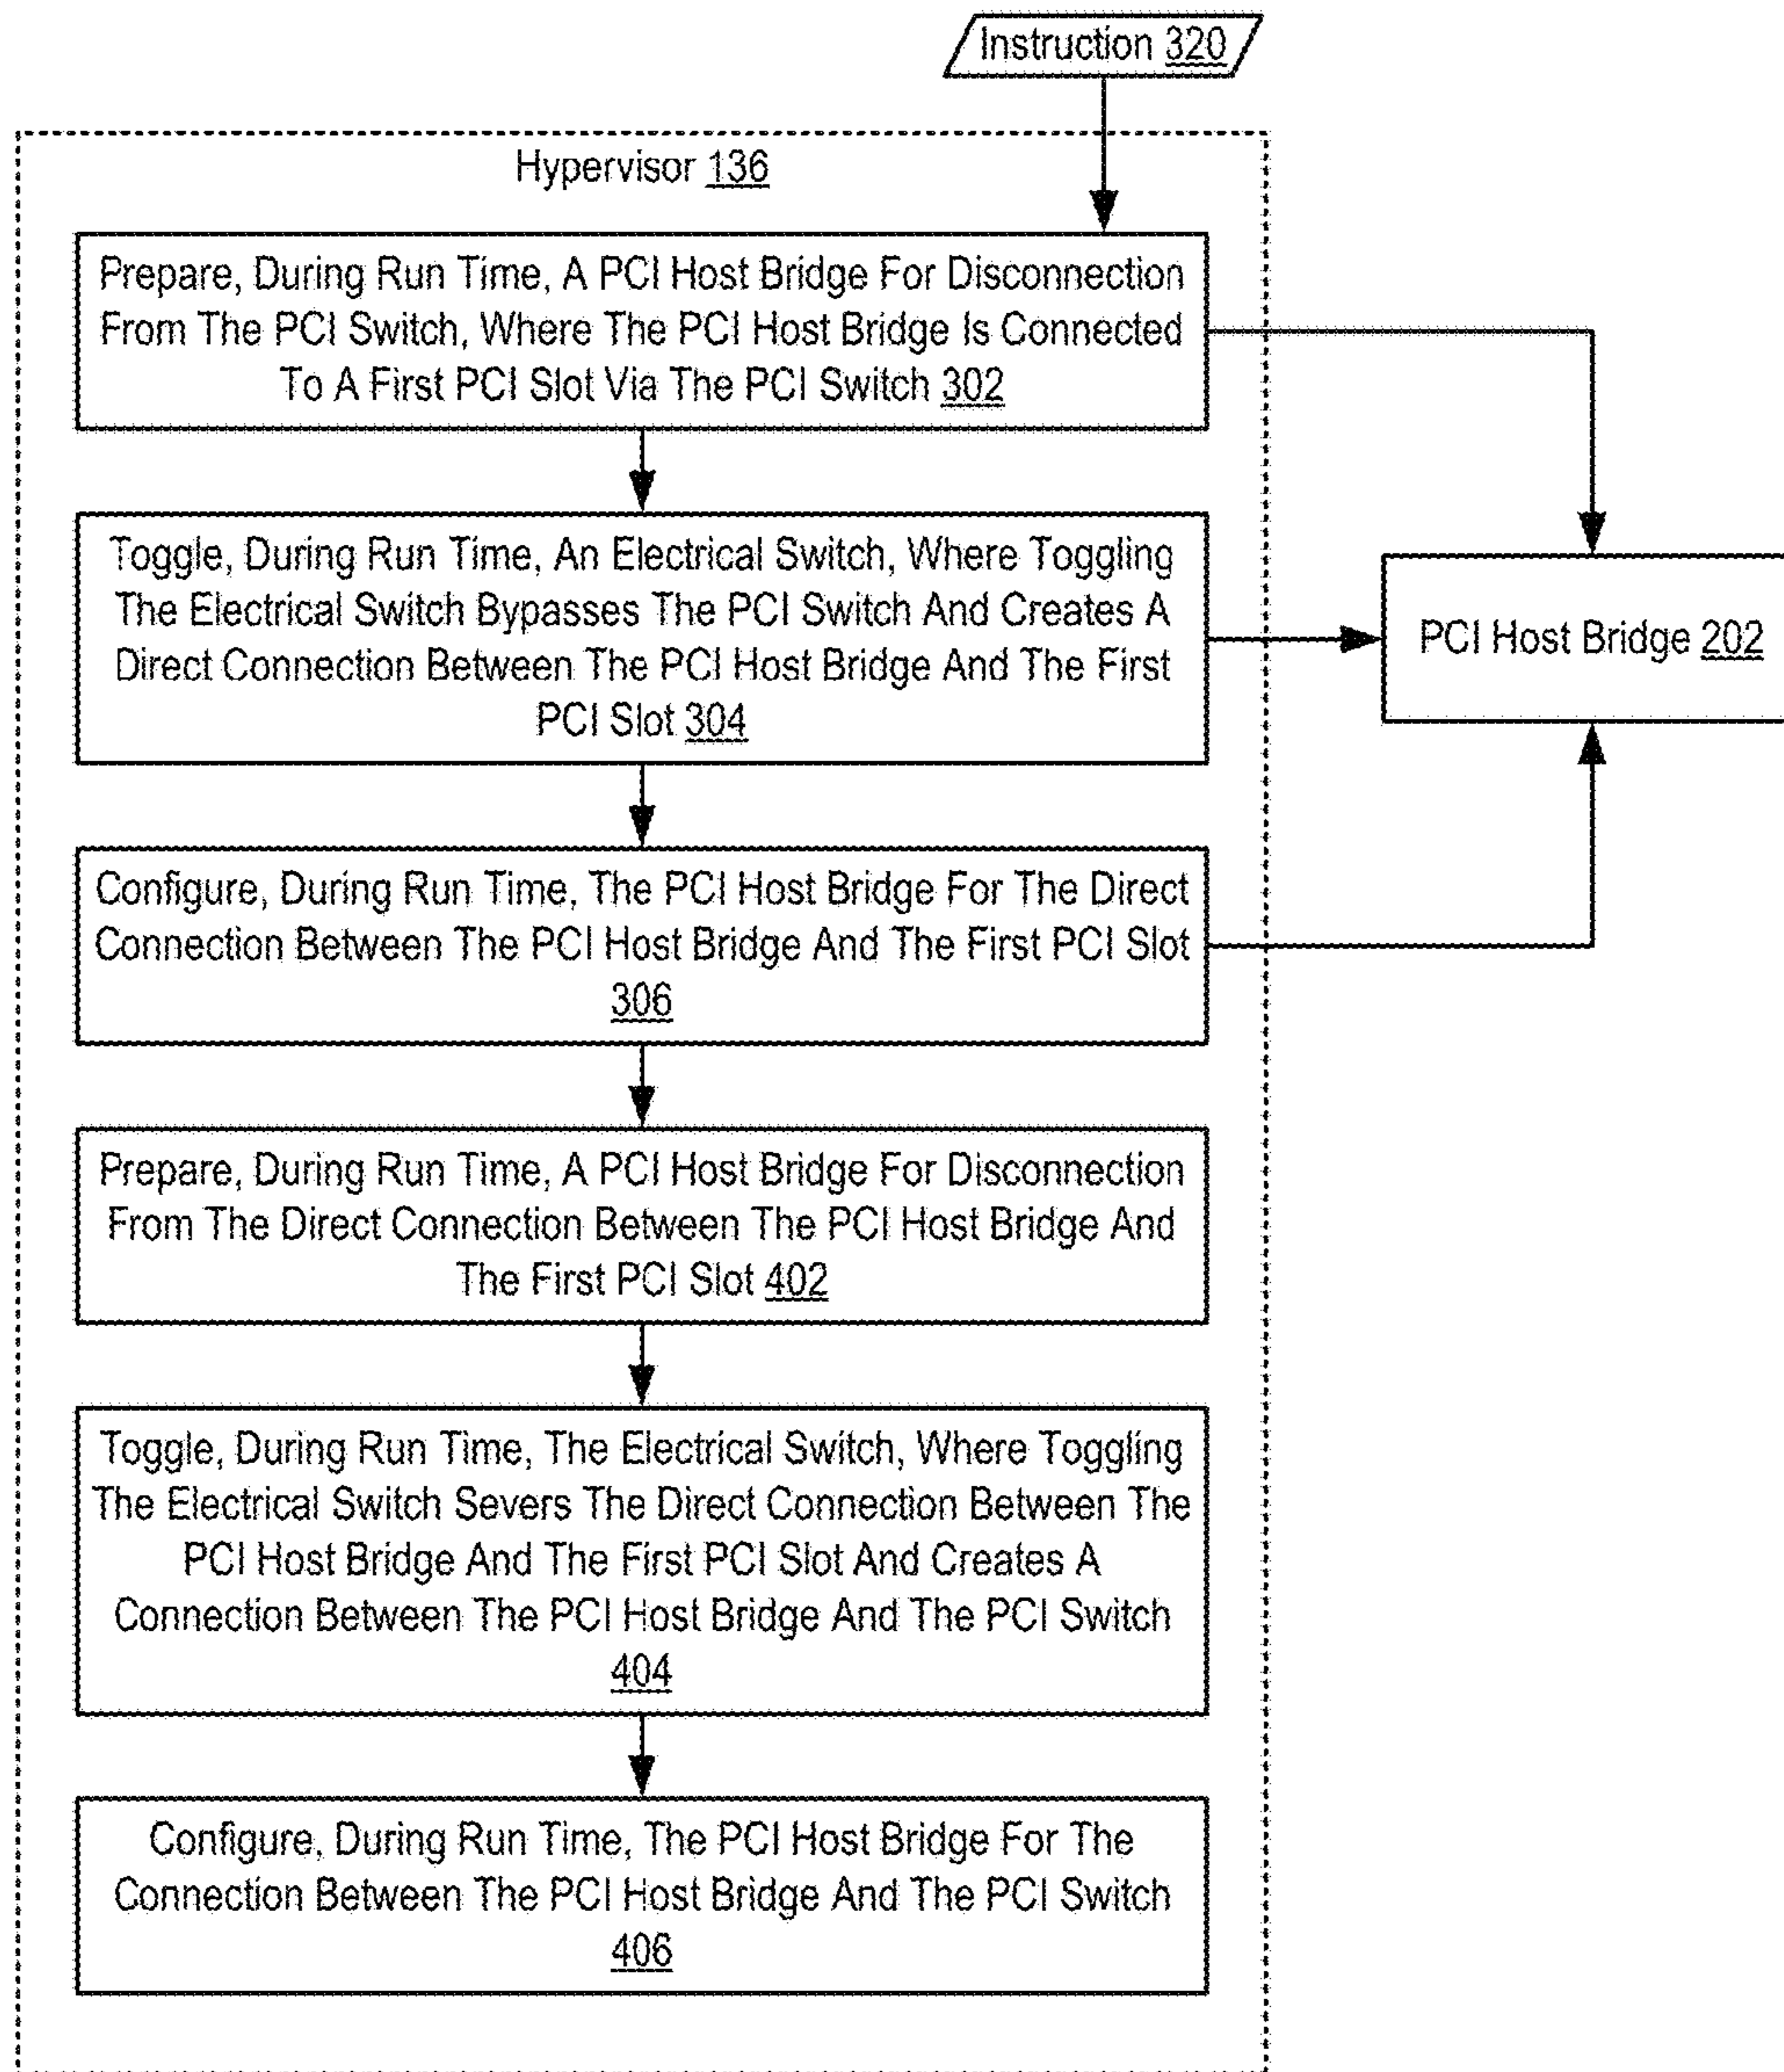 Instruction 320
Hypervisor 136
Prepare, During Run Time, A PCI Host Bridge For Disconnection
From The PCI Switch, Where The PCI Host Bridge Is Connected
To A First PCI Slot Via The PCI Switch 302
Toggle, During Run Time, An Electrical Switch, Where Toggling
The Electrical Switch Bypasses The PCI Switch And Creates A
Direct Connection Between The PCI Host Bridge And The First
PCI Slot 304
PCI Host Bridge 202
Configure, During Run Time, The PCI Host Bridge For The Direct
Connection Between The PCI Host Bridge And The First PCI Slot
306
Prepare, During Run Time, A PCI Host Bridge For Disconnection
From The Direct Connection Between The PCI Host Bridge And
The First PCI Slot 402
Toggle, During Run Time, The Electrical Switch, Where Toggling
The Electrical Switch Severs The Direct Connection Between The
PCI Host Bridge And The First PCI Slot And Creates A
Connection Between The PCI Host Bridge And The PCI Switch
404
Configure, During Run Time, The PCI Host Bridge For The
Connection Between The PCI Host Bridge And The PCI Switch
406